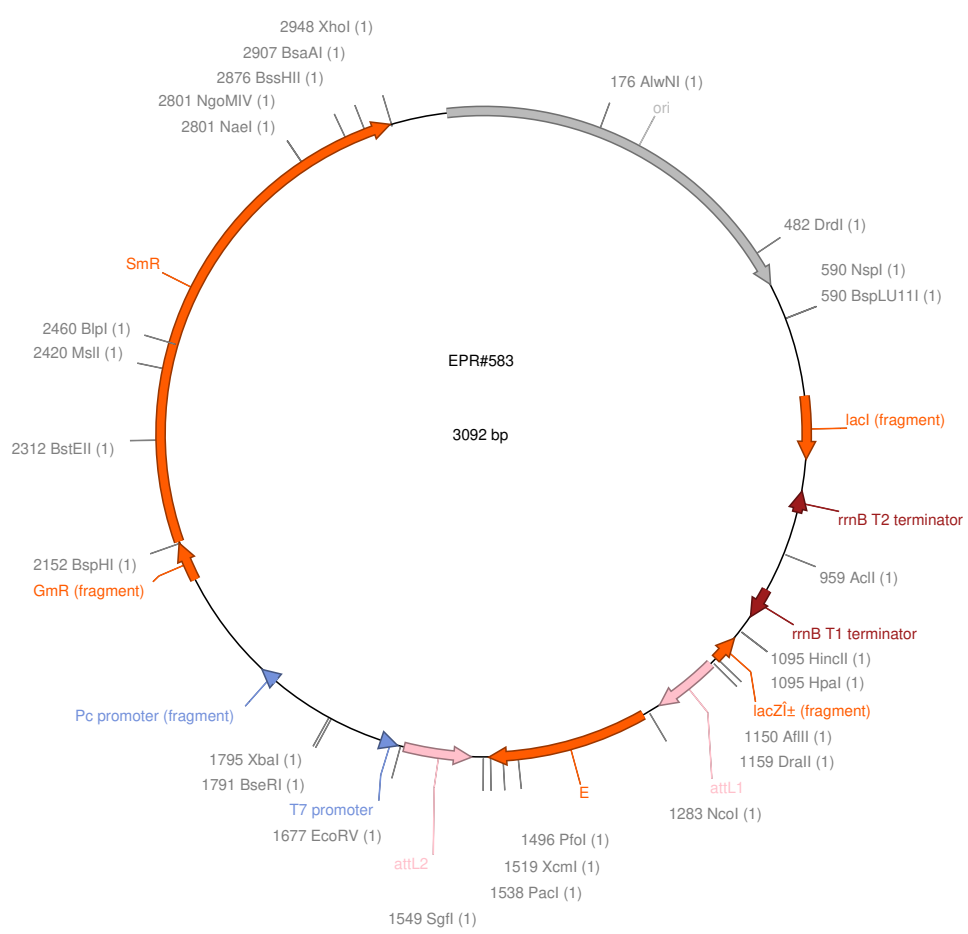 2948 XhoI (1)
2907 BsaAI (1)
2876 BssHII (1)
2801 NgoMIV (1)
2801 NaeI (1)
176 AlwNI (1)
ori
482 DrdI (1)
590 NspI (1)
590 BspLU11I (1)
SmR
2460 BlpI (1)
2420 MslI (1)
2312 BstEII (1)
EPR#583
3092 bp
lacI (fragment)
rrnB T2 terminator
959 AclI (1)
2152 BspHI (1)
GmR (fragment)
rrnB T1 terminator
1095 HincII (1)
1095 HpaI (1)
lacZÎ± (fragment)
1150 AflIII (1)
1159 DraII (1)
Pc promoter (fragment)
1795 XbaI (1)
1791 BseRI (1)
T7 promoter
1677 EcoRV (1)
attL2
attL1
1283 NcoI (1)
E
1496 PfoI (1)
1519 XcmI (1)
1538 PacI (1)
1549 SgfI (1)